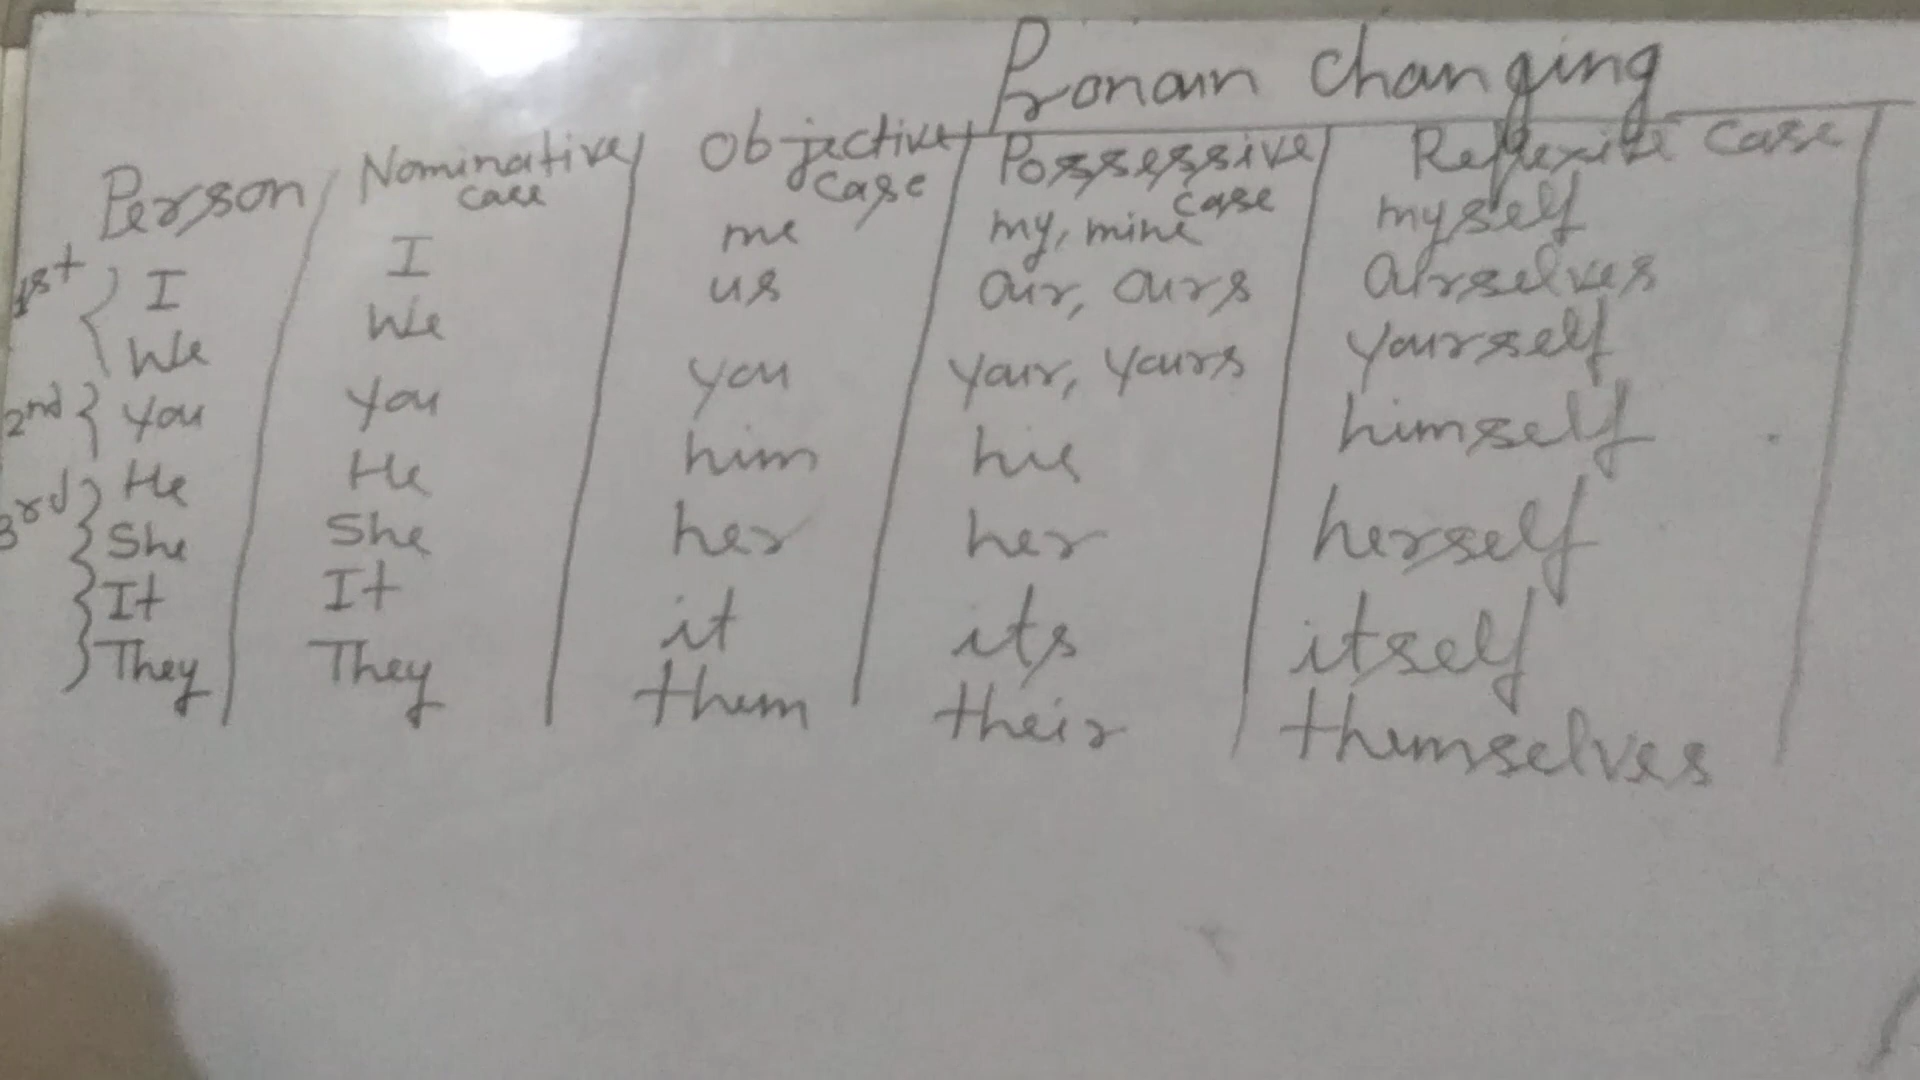 Pronoun Changing
Person Nominative case Objective case Possessive case Reflexive case
1st I I me my, mine myself
We We us our, ours ourselves
2nd you you you your, yours yourself
3rd He He him his himself
She She her her herself
It It it its itself
They They them their themselves